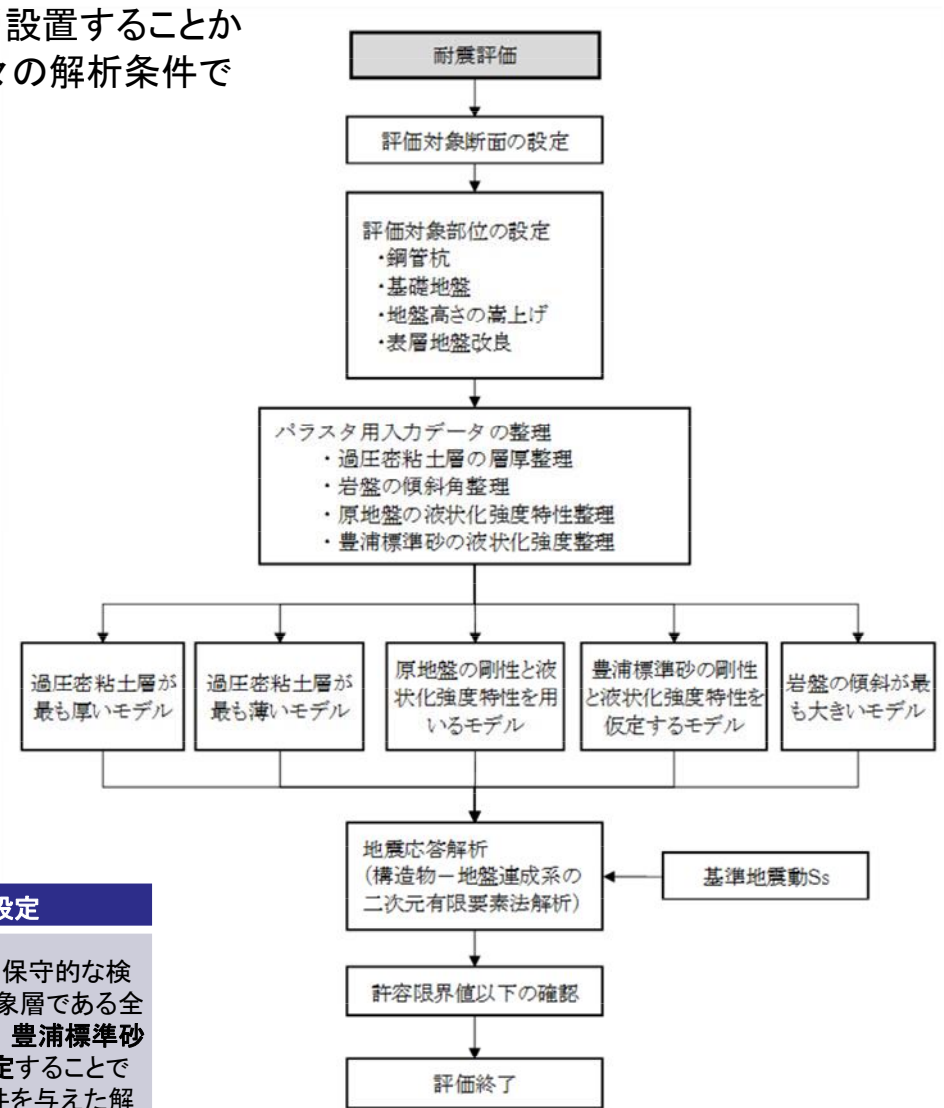 設置することか
々の解析条件で
耐震評価
評価対象断面の設定
評価対象部位の設定
・鋼管杭
・基礎地盤
・地盤高さの嵩上げ
・表層地盤改良
パラスタ用入力データの整理
・過圧密粘土層の層厚整理
・岩盤の傾斜角整理
・原地盤の液状化強度特性整理
・豊浦標準砂の液状化強度整理
過圧密粘土層が
最も厚いモデル
過圧密粘土層が
最も薄いモデル
原地盤の剛性と液
状化強度特性を用
いるモデル
豊浦標準砂の剛性
と液状化強度特性を
仮定するモデル
岩盤の傾斜が最
も大きいモデル
地震応答解析
(構造物－地盤連成系の
二次元有限要素法解析)
基準地震動Ss
許容限界値以下の確認
評価終了
設定
保守的な検
象層である全
豊浦標準砂
定することで
件を与えた解